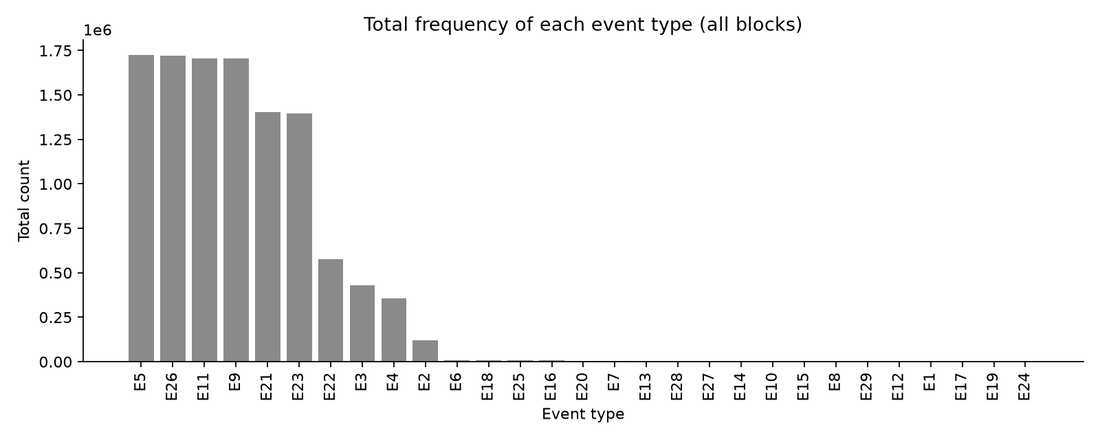 Total frequency of each event type (all blocks)
1e6
1.75
1.50
1.25
1.00
0.75
0.50
0.25
0.00
Total count
E5 E26 E11 E9 E21 E23 E22 E3 E4 E2 E6 E18 E25 E16 E20 E7 E13 E28 E27 E14 E10 E15 E8 E29 E12 E1 E17 E19 E24
Event type